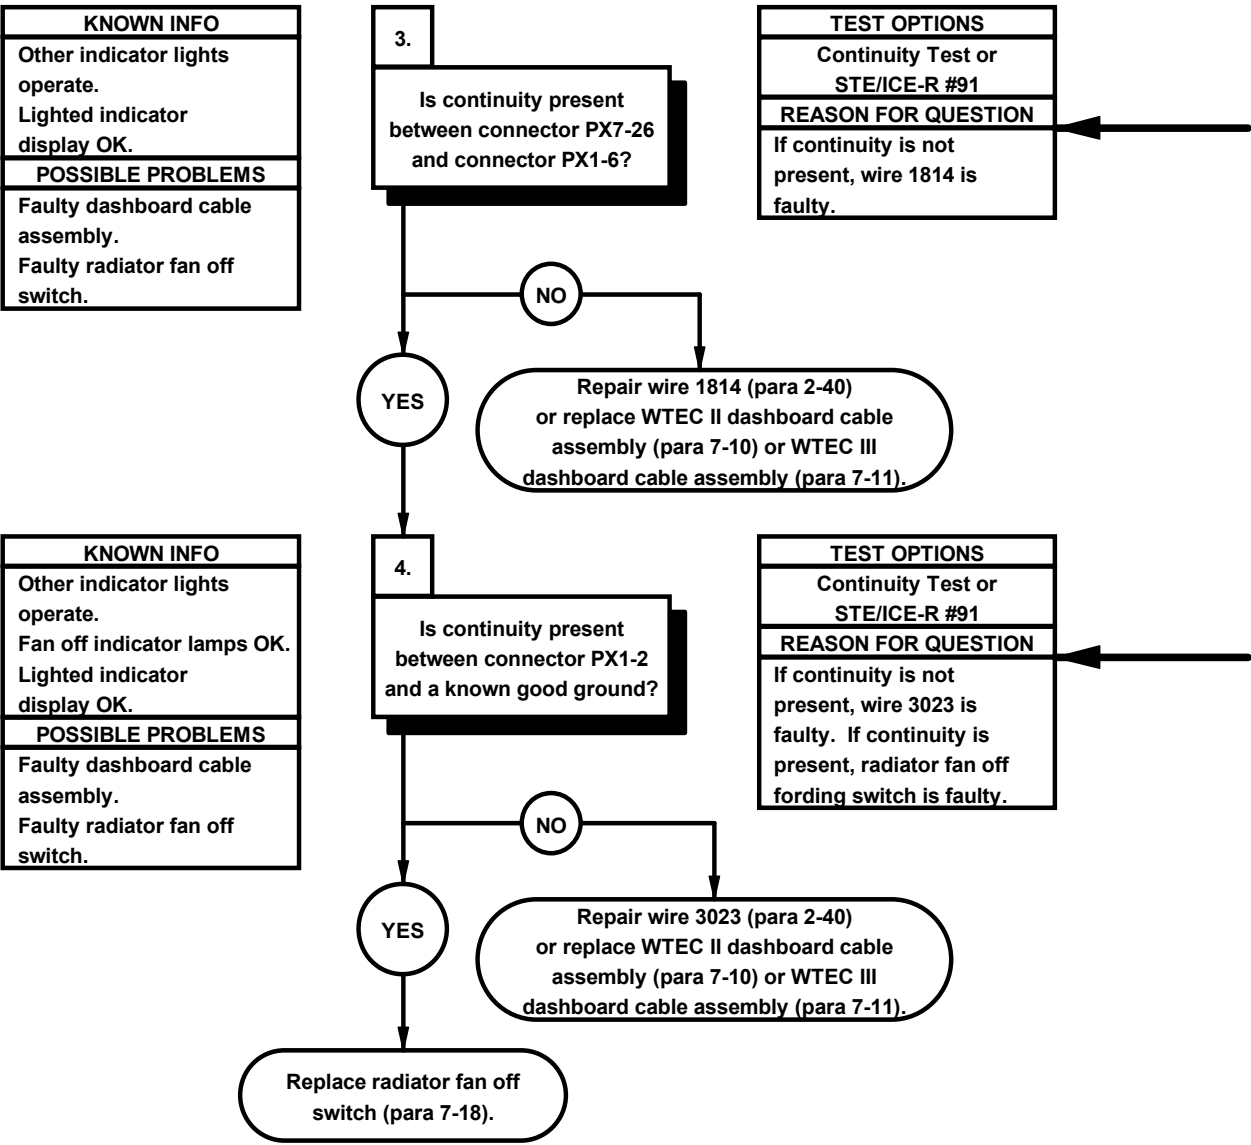 KNOWN INFO
Other indicator lights
operate.
Lighted indicator
display OK.
POSSIBLE PROBLEMS
Faulty dashboard cable
assembly.
Faulty radiator fan off
switch.
3.
Is continuity present
between connector PX7-26
and connector PX1-6?
TEST OPTIONS
Continuity Test or
STE/ICE-R #91
REASON FOR QUESTION
If continuity is not
present, wire 1814 is
faulty.
NO
YES
Repair wire 1814 (para 2-40)
or replace WTEC II dashboard cable
assembly (para 7-10) or WTEC III
dashboard cable assembly (para 7-11).
KNOWN INFO
Other indicator lights
operate.
Fan off indicator lamps OK.
Lighted indicator
display OK.
POSSIBLE PROBLEMS
Faulty dashboard cable
assembly.
Faulty radiator fan off
switch.
4.
Is continuity present
between connector PX1-2
and a known good ground?
TEST OPTIONS
Continuity Test or
STE/ICE-R #91
REASON FOR QUESTION
If continuity is not
present, wire 3023 is
faulty.  If continuity is
present, radiator fan off
fording switch is faulty.
NO
YES
Repair wire 3023 (para 2-40)
or replace WTEC II dashboard cable
assembly (para 7-10) or WTEC III
dashboard cable assembly (para 7-11).
Replace radiator fan off
switch (para 7-18).